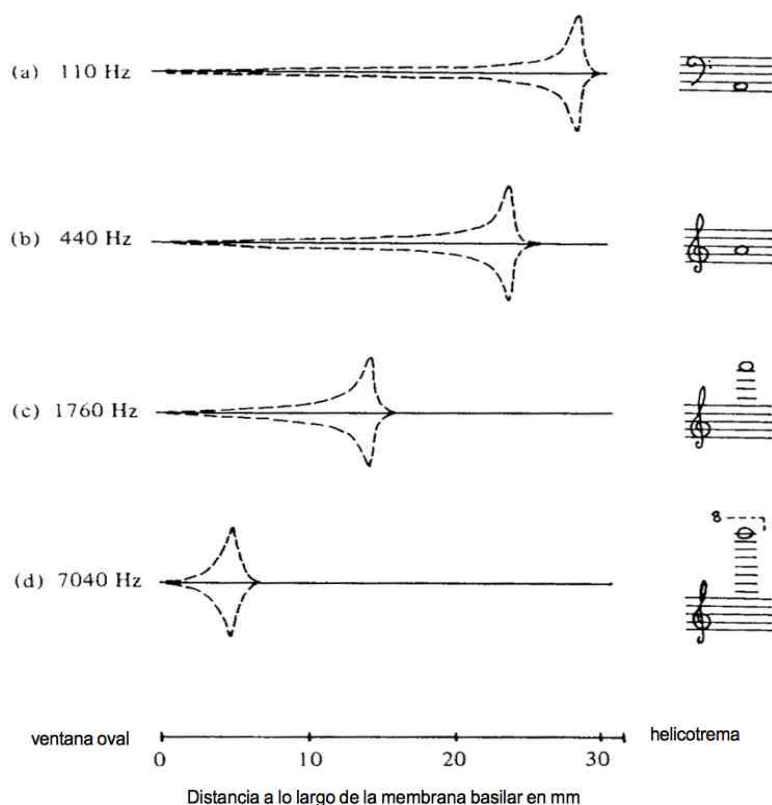 (a) 110 Hz
(b) 440 Hz
(c) 1760 Hz
8
(d) 7040 Hz
ventana oval
helicotrema
0 10 20 30
Distancia a lo largo de la membrana basilar en mm